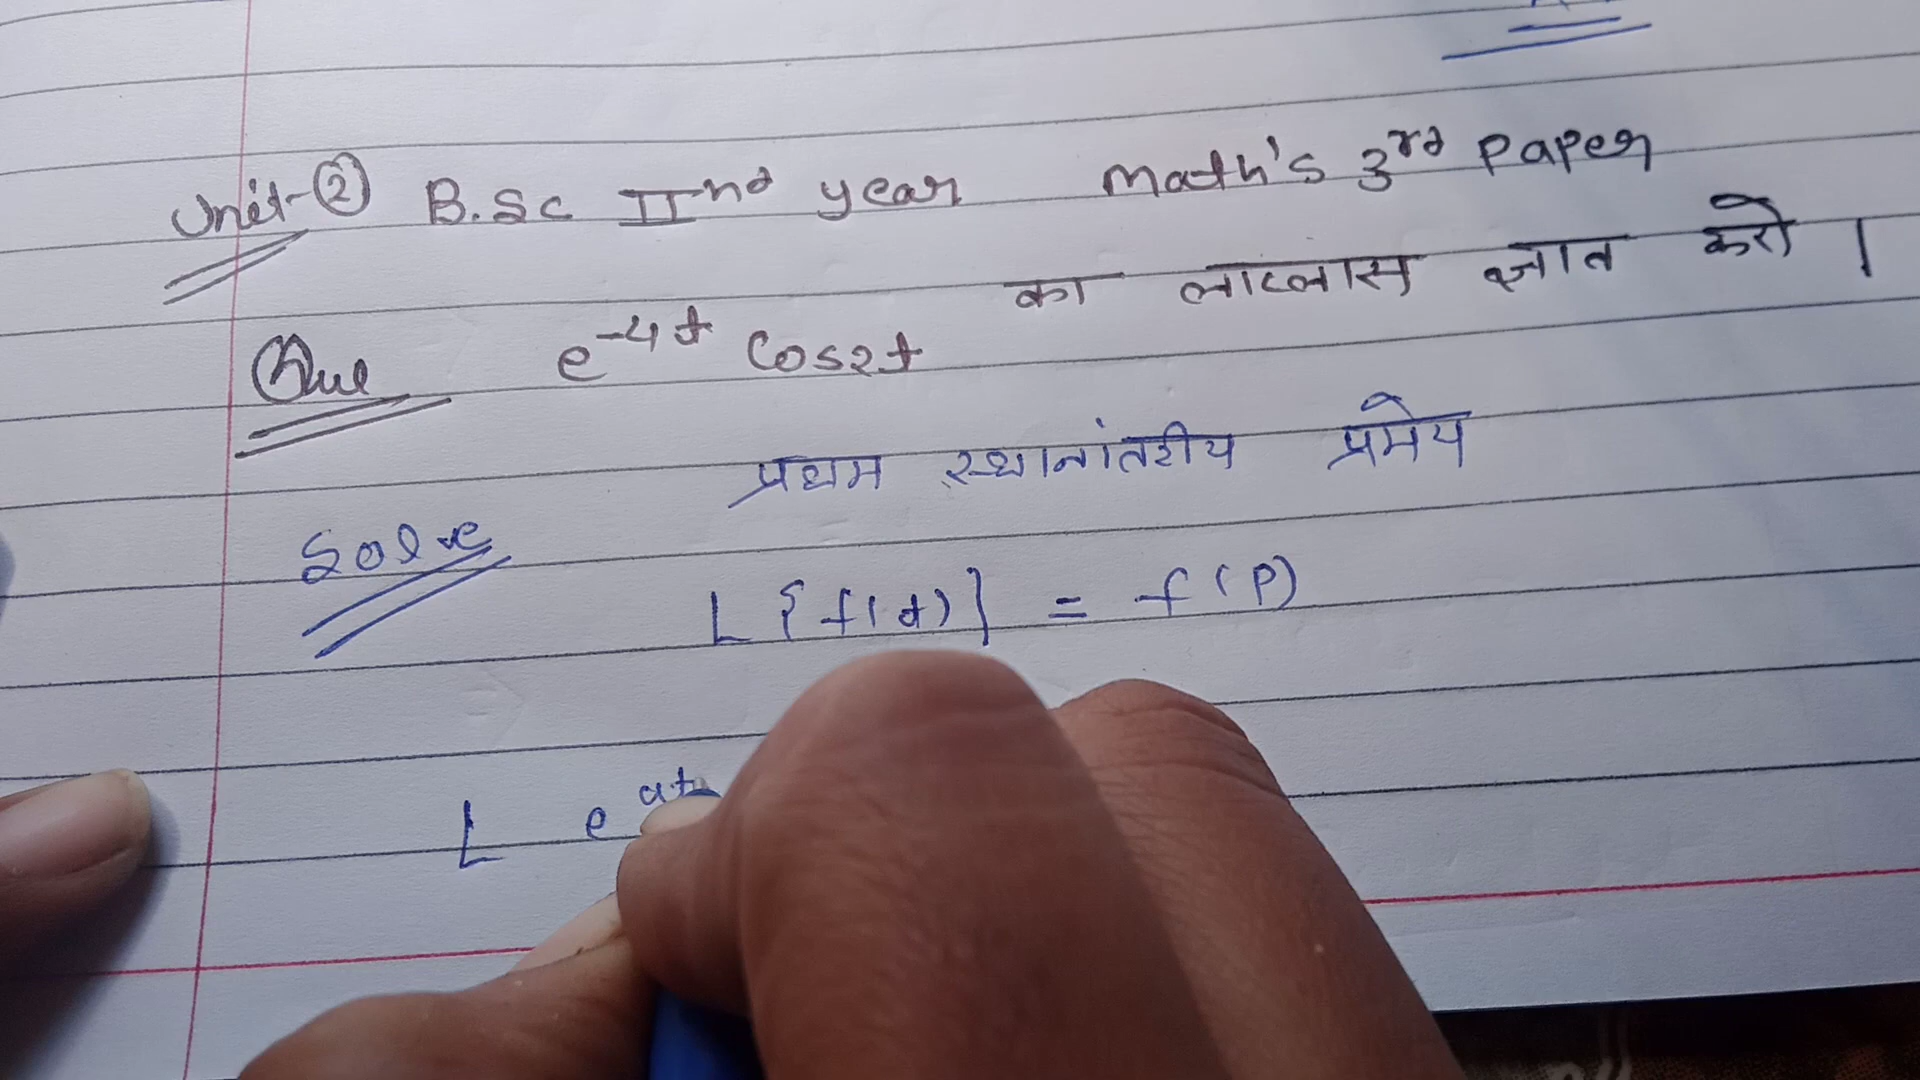 Unit-② B.Sc IInd year Math's 3rd Paper
Que e^-4t Cos2t का लाप्लास ज्ञात करो ।
प्रथम स्थानांतरीय प्रमेय
Solve
L{f(t)} = f(P)
L e^at